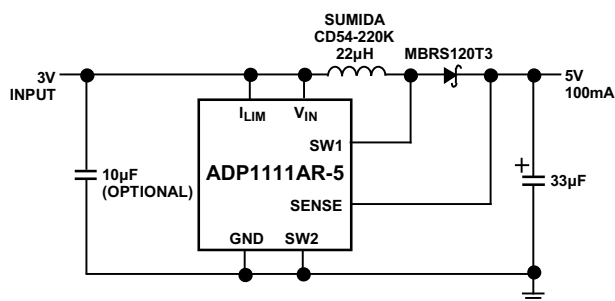 SUMIDA
CD54-220K
22µH
MBRS120T3
3V
INPUT
5V
100mA
ILIM
VIN
SW1
10µF
(OPTIONAL)
ADP1111AR-5
33µF
SENSE
GND
SW2
+